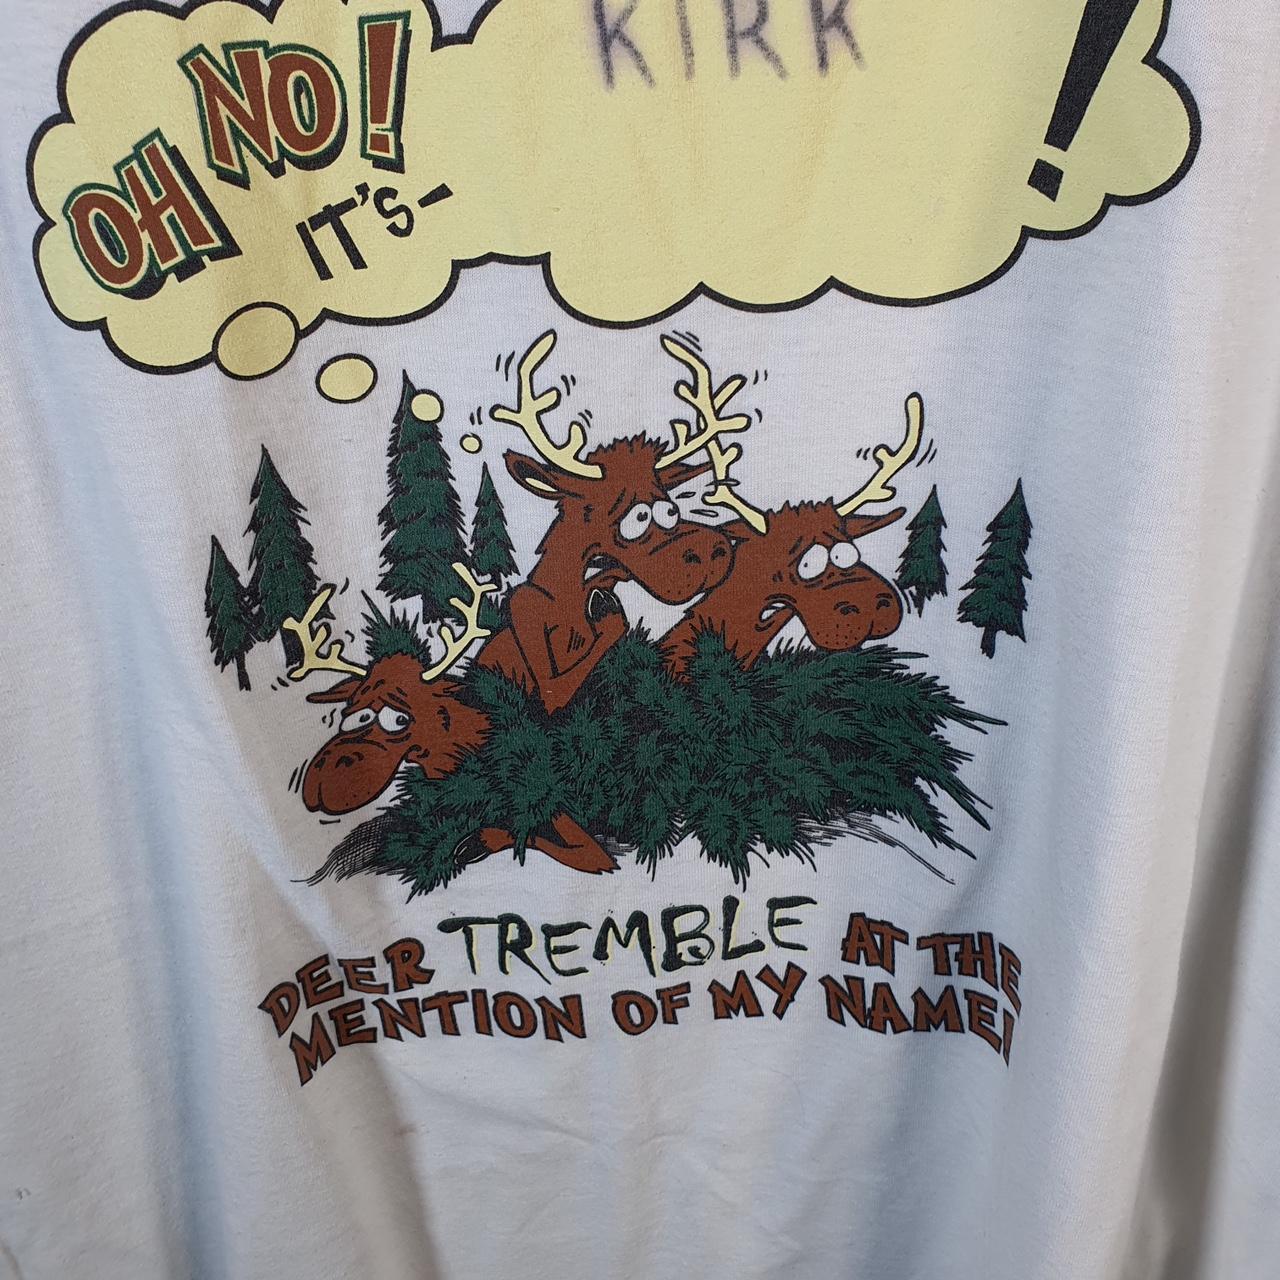 KIRK
OH NO!
IT'S-
!
DEER TREMBLE AT THE
MENTION OF MY NAME!